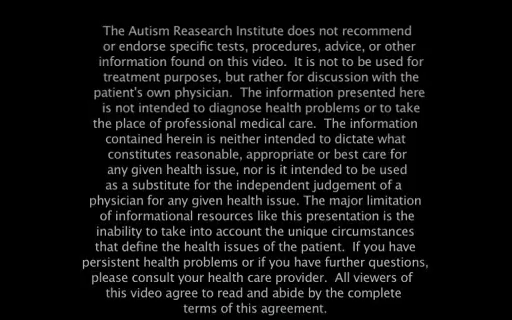 The Autism Reasearch Institute does not recommend
or endorse specific tests, procedures, advice, or other
information found on this video.  It is not to be used for
treatment purposes, but rather for discussion with the
patient's own physician.  The information presented here
is not intended to diagnose health problems or to take
the place of professional medical care.  The information
contained herein is neither intended to dictate what
constitutes reasonable, appropriate or best care for
any given health issue, nor is it intended to be used
as a substitute for the independent judgement of a
physician for any given health issue. The major limitation
of informational resources like this presentation is the
inability to take into account the unique circumstances
that define the health issues of the patient.  If you have
persistent health problems or if you have further questions,
please consult your health care provider.  All viewers of
this video agree to read and abide by the complete
terms of this agreement.